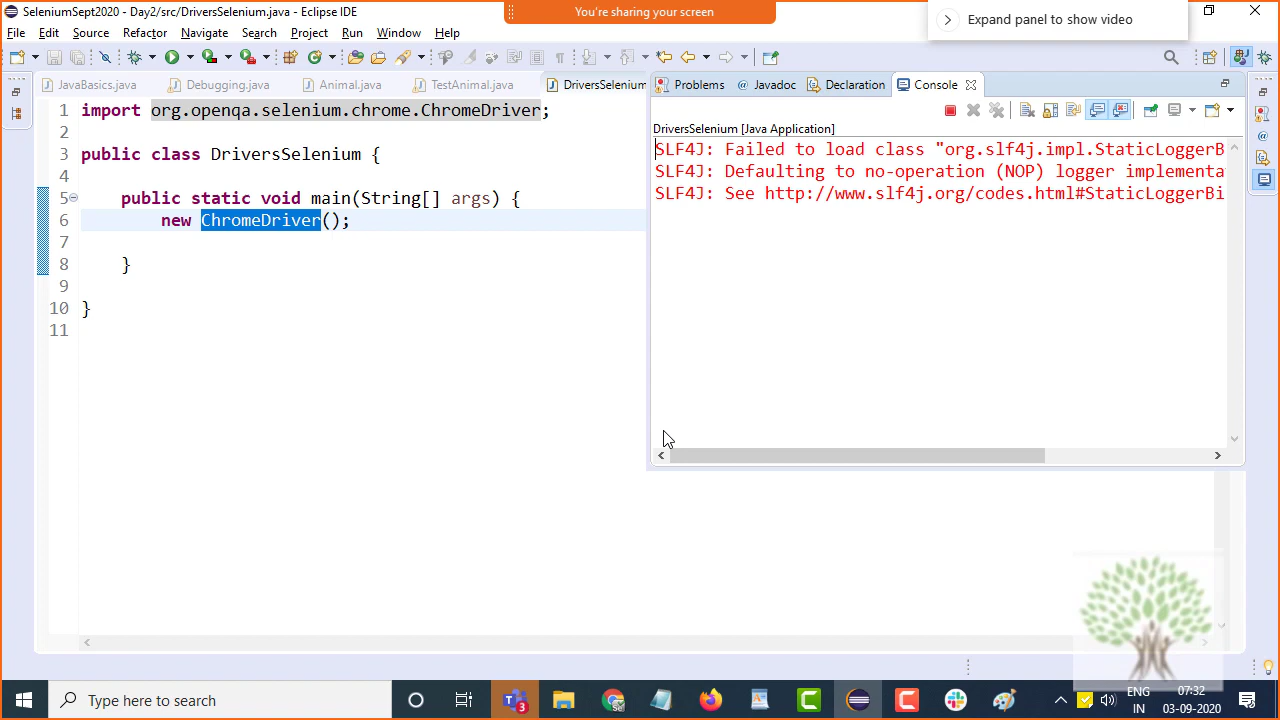 SeleniumSept2020 - Day2/src/DriversSelenium.java - Eclipse IDE
You're sharing your screen
Expand panel to show video
File Edit Source Refactor Navigate Search Project Run Window Help
JavaBasics.java Debugging.java Animal.java TestAnimal.java DriversSelenium
Problems @ Javadoc Declaration Console
DriversSelenium [Java Application]
1 import org.openqa.selenium.chrome.ChromeDriver;
2
3 public class DriversSelenium {
4
5 public static void main(String[] args) {
6 new ChromeDriver();
7
8 }
9
10 }
11
SLF4J: Failed to load class "org.slf4j.impl.StaticLoggerB
SLF4J: Defaulting to no-operation (NOP) logger implementa
SLF4J: See http://www.slf4j.org/codes.html#StaticLoggerBi
Type here to search
3
ENG
IN
07:32
03-09-2020